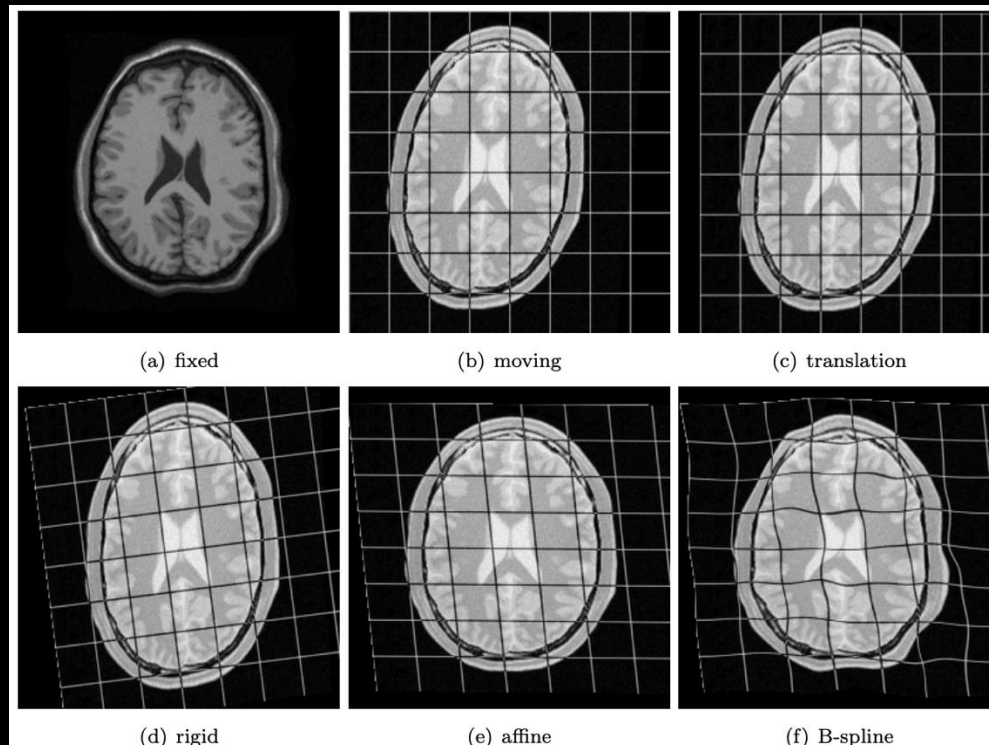 (a) fixed
(b) moving
(c) translation
(d) rigid
(e) affine
(f) B-spline